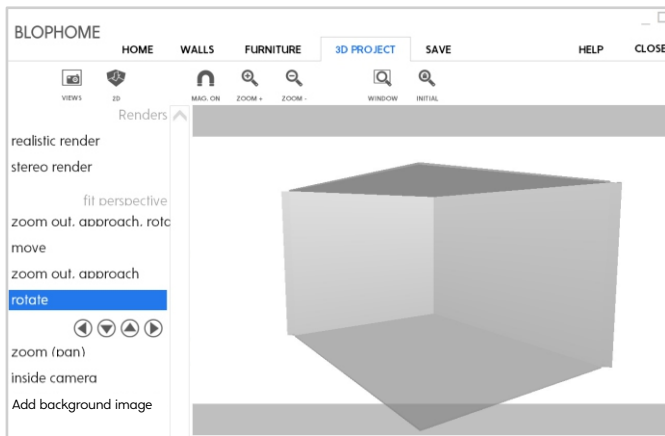 BLOPHOME
HOME WALLS FURNITURE 3D PROJECT SAVE HELP CLOSE
VIEWS 2D MAG. ON ZOOM + ZOOM - WINDOW INITIAL
Renders
realistic render
stereo render
fit perspective
zoom out, approach, rota
move
zoom out, approach
rotate
zoom (pan)
inside camera
Add background image